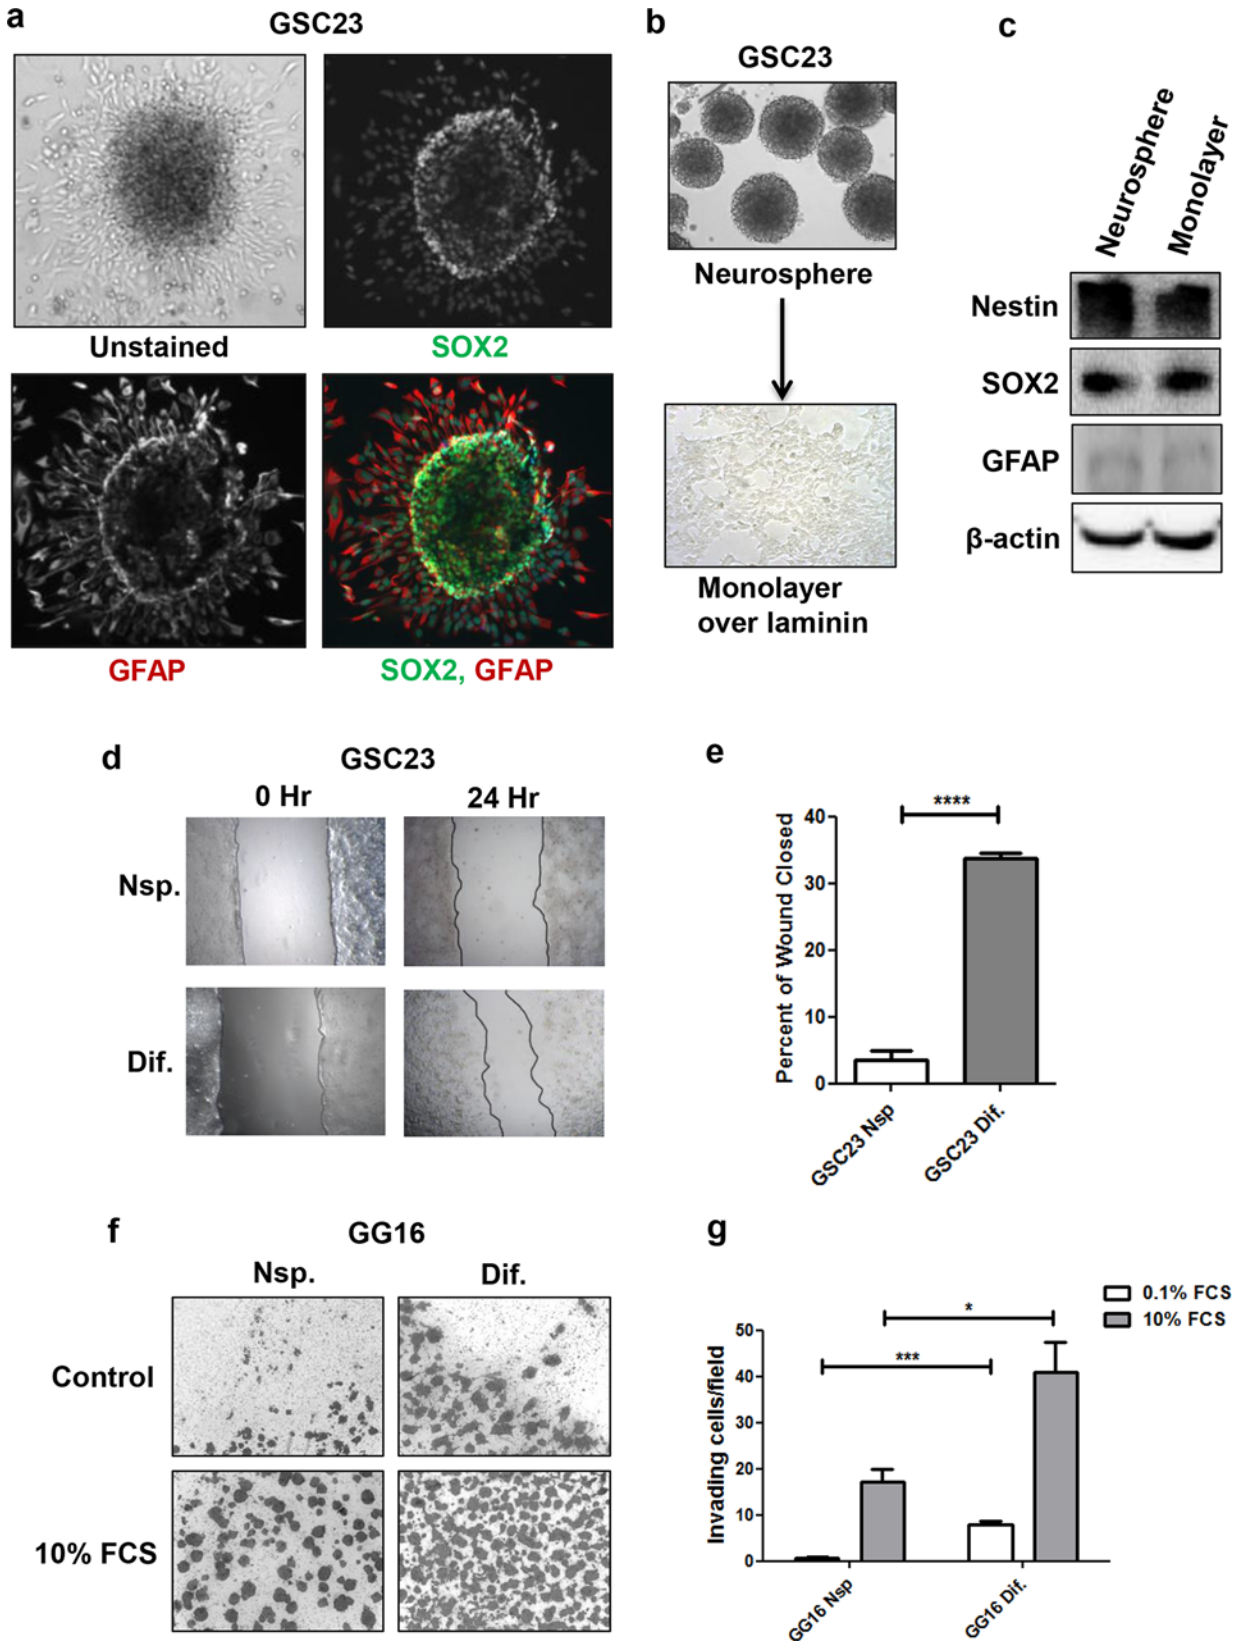 a
GSC23
Unstained
SOX2
GFAP
SOX2, GFAP
b
GSC23
Neurosphere
Monolayer
over laminin
c
Neurosphere
Monolayer
Nestin
SOX2
GFAP
β-actin
d
GSC23
0 Hr
24 Hr
Nsp.
Dif.
e
****
Percent of Wound Closed
40
30
20
10
0
GSC23 Nsp
GSC23 Dif.
f
GG16
Nsp.
Dif.
Control
10% FCS
g
0.1% FCS
10% FCS
*
***
Invading cells/field
50
40
30
20
10
0
GG16 Nsp
GG16 Dif.